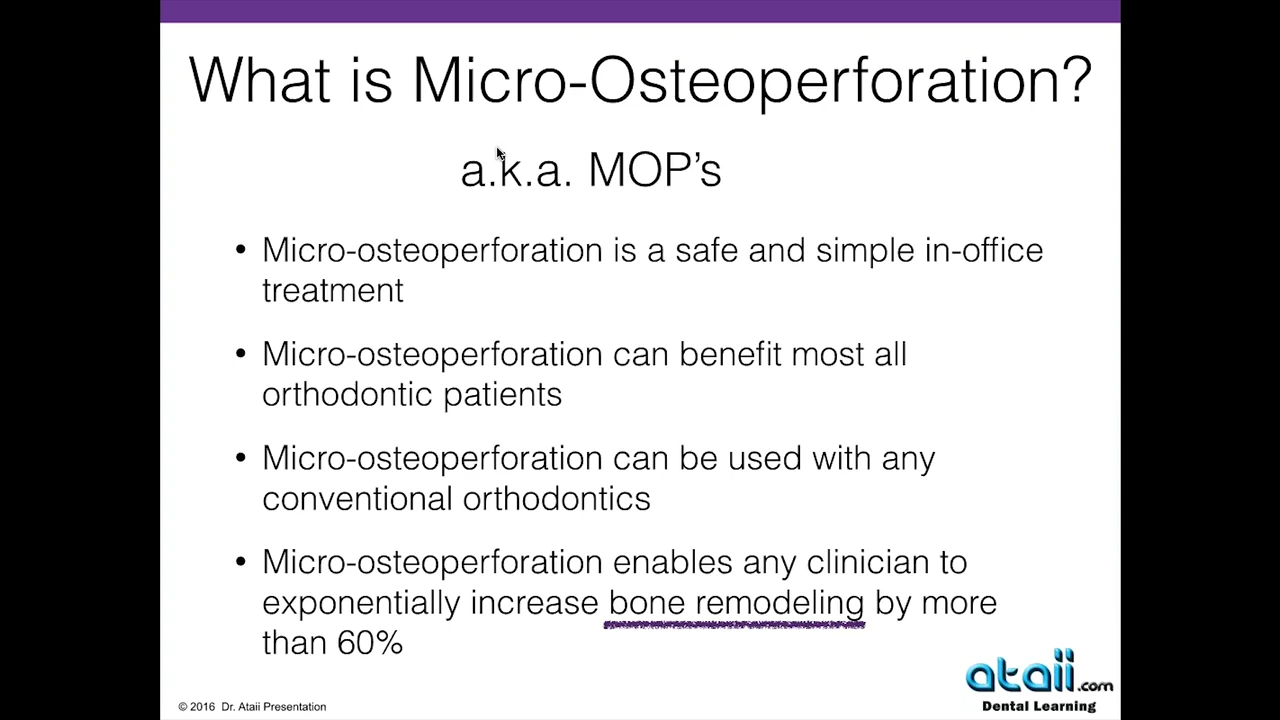 What is Micro-Osteoperforation?
a.k.a. MOP’s
• Micro-osteoperforation is a safe and simple in-office
treatment
• Micro-osteoperforation can benefit most all
orthodontic patients
• Micro-osteoperforation can be used with any
conventional orthodontics
• Micro-osteoperforation enables any clinician to
exponentially increase bone remodeling by more
than 60%
ataii.com
Dental Learning
© 2016 Dr. Ataii Presentation